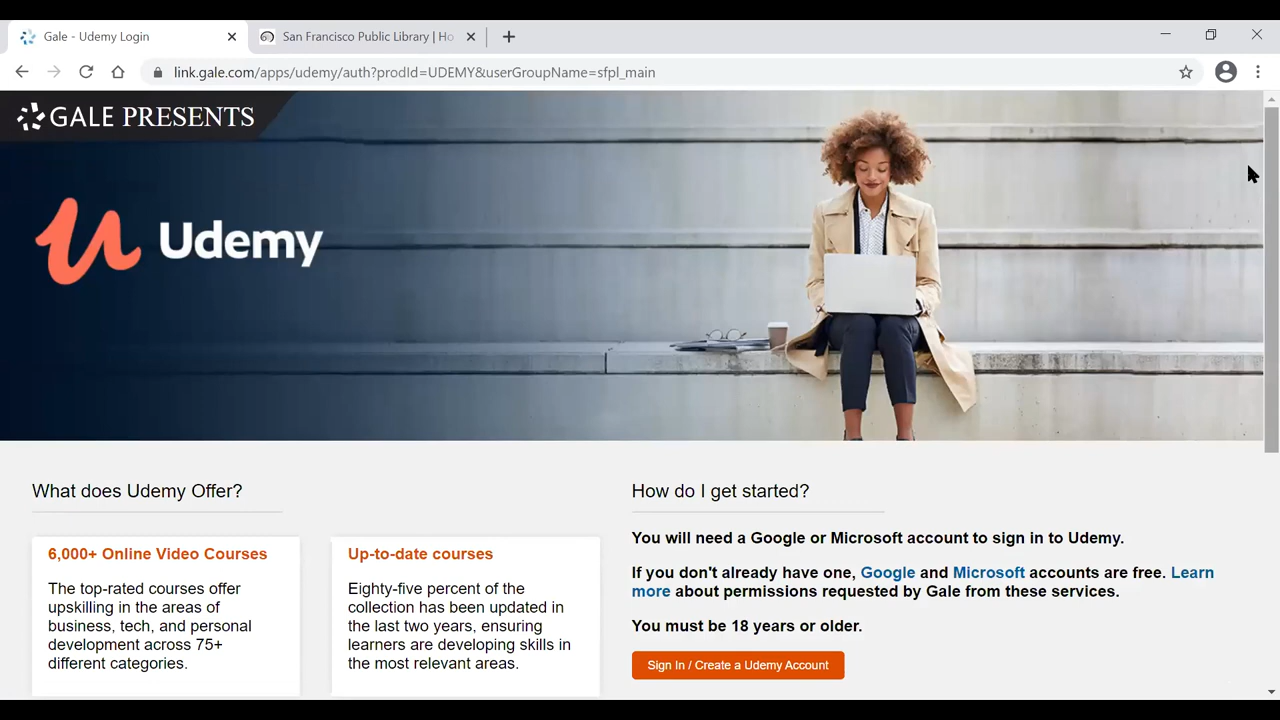 Gale - Udemy Login
San Francisco Public Library | Ho
link.gale.com/apps/udemy/auth?prodId=UDEMY&userGroupName=sfpl_main
GALE PRESENTS
Udemy
What does Udemy Offer?
6,000+ Online Video Courses
The top-rated courses offer
upskilling in the areas of
business, tech, and personal
development across 75+
different categories.
Up-to-date courses
Eighty-five percent of the
collection has been updated in
the last two years, ensuring
learners are developing skills in
the most relevant areas.
How do I get started?
You will need a Google or Microsoft account to sign in to Udemy.
If you don't already have one, Google and Microsoft accounts are free. Learn
more about permissions requested by Gale from these services.
You must be 18 years or older.
Sign In / Create a Udemy Account